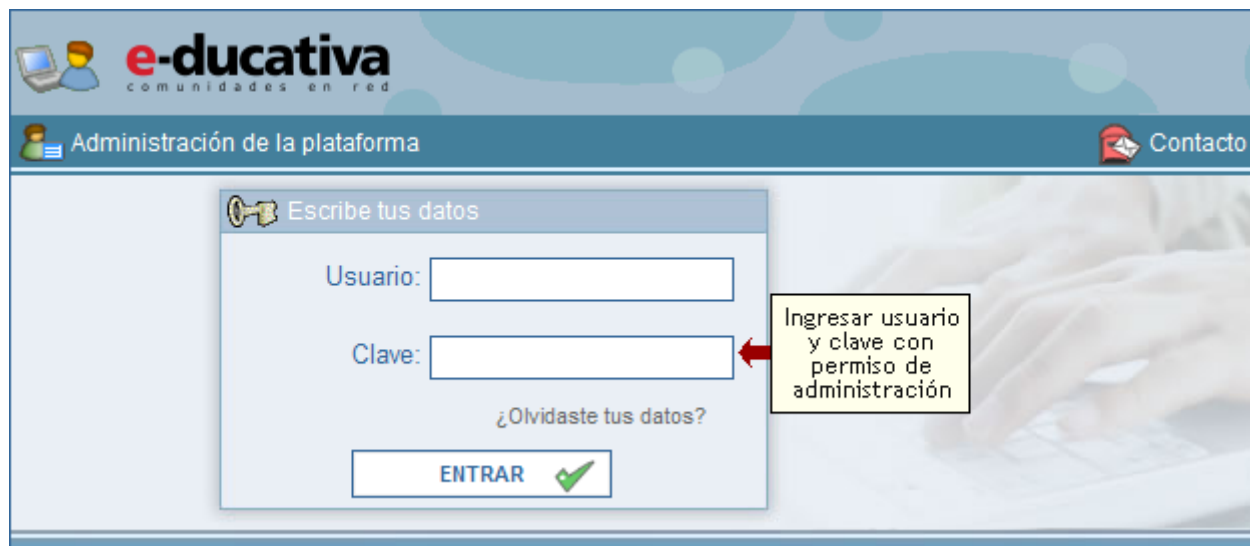 e-ducativa
comunidades en red
Administración de la plataforma
Contacto
Escribe tus datos
Usuario:
Clave:
Ingresar usuario
y clave con
permiso de
administración
¿Olvidaste tus datos?
ENTRAR